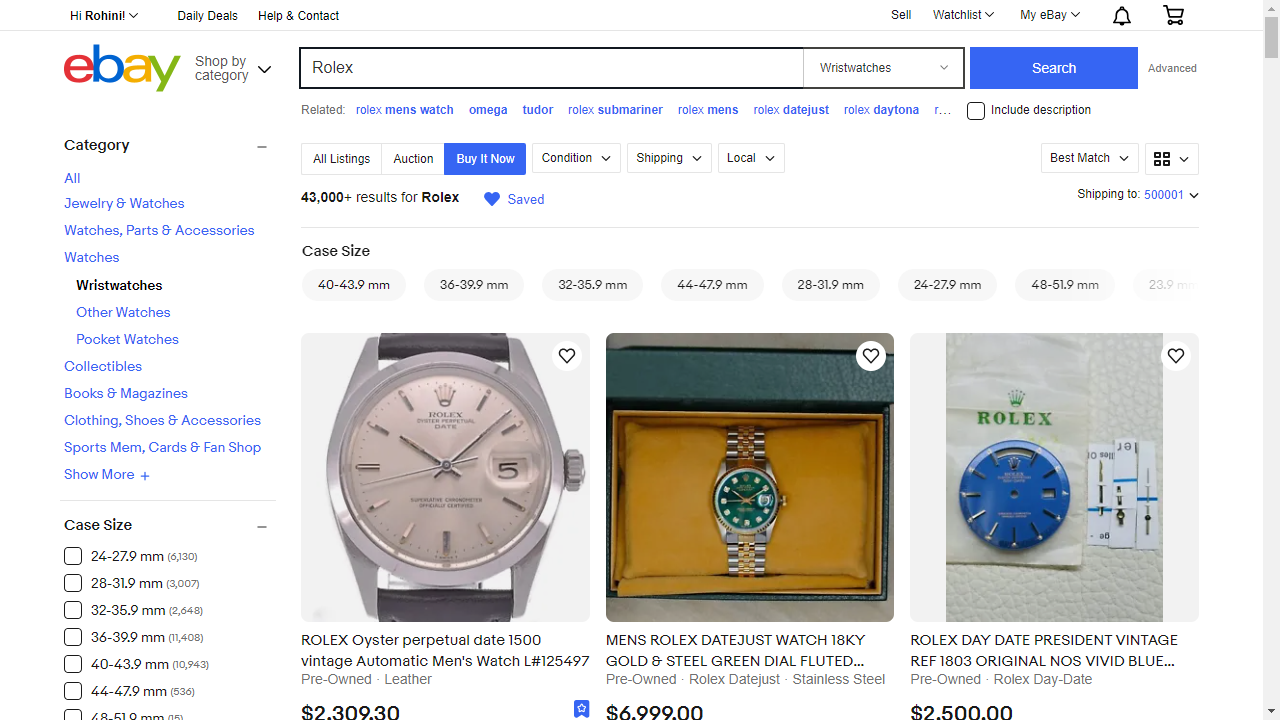 Hi Rohini!
Daily Deals
Help & Contact
Sell
Watchlist
My eBay
ebay
Shop by category
Rolex
Wristwatches
Search
Advanced
Related: rolex mens watch omega tudor rolex submariner rolex mens rolex datejust rolex daytona r...
Include description
Category
All
Jewelry & Watches
Watches, Parts & Accessories
Watches
Wristwatches
Other Watches
Pocket Watches
Collectibles
Books & Magazines
Clothing, Shoes & Accessories
Sports Mem, Cards & Fan Shop
Show More
Case Size
24-27.9 mm (6,130)
28-31.9 mm (3,007)
32-35.9 mm (2,648)
36-39.9 mm (11,408)
40-43.9 mm (10,943)
44-47.9 mm (536)
48-51.9 mm (15)
All Listings
Auction
Buy It Now
Condition
Shipping
Local
Best Match
43,000+ results for Rolex
Saved
Shipping to: 500001
Case Size
40-43.9 mm
36-39.9 mm
32-35.9 mm
44-47.9 mm
28-31.9 mm
24-27.9 mm
48-51.9 mm
23.9 m
ROLEX
OYSTER PERPETUAL
DATE
5
SUPERLATIVE CHRONOMETER
OFFICIALLY CERTIFIED
ROLEX Oyster perpetual date 1500
vintage Automatic Men's Watch L#125497
Pre-Owned · Leather
$2,309.30
MENS ROLEX DATEJUST WATCH 18KY
GOLD & STEEL GREEN DIAL FLUTED...
Pre-Owned · Rolex Datejust · Stainless Steel
$6,999.00
ROLEX
ROLEX DAY DATE PRESIDENT VINTAGE
REF 1803 ORIGINAL NOS VIVID BLUE...
Pre-Owned · Rolex Day-Date
$2,500.00